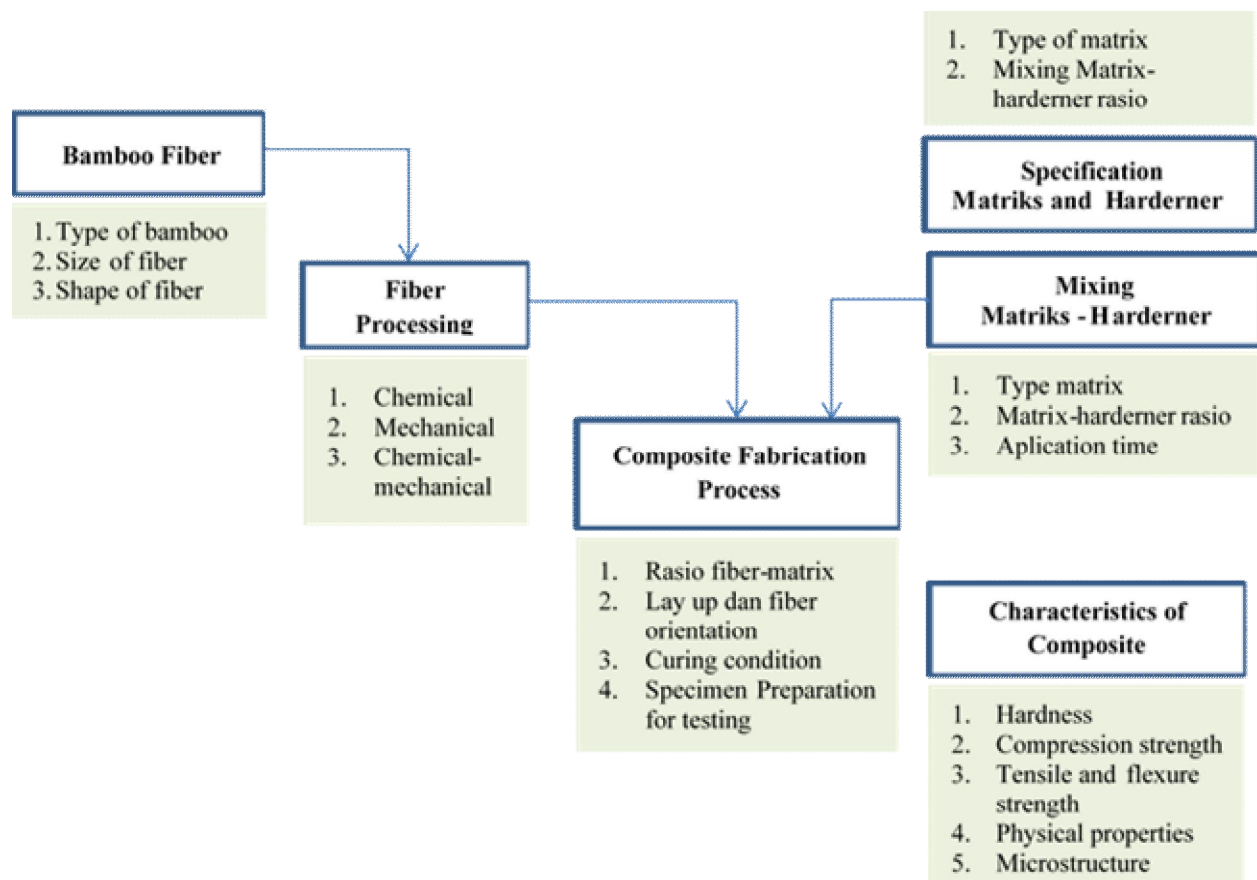 Bamboo Fiber
1. Type of bamboo
2. Size of fiber
3. Shape of fiber
Fiber
Processing
1. Chemical
2. Mechanical
3. Chemical-
mechanical
1. Type of matrix
2. Mixing Matrix-
harderner rasio
Specification
Matriks and Harderner
Mixing
Matriks -Harderner
1. Type matrix
2. Matrix-harderner rasio
3. Aplication time
Composite Fabrication
Process
1. Rasio fiber-matrix
2. Lay up dan fiber
orientation
3. Curing condition
4. Specimen Preparation
for testing
Characteristics of
Composite
1. Hardness
2. Compression strength
3. Tensile and flexure
strength
4. Physical properties
5. Microstructure